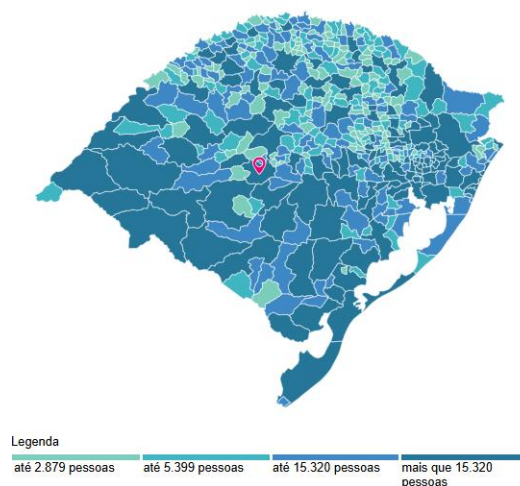 Legenda
até 2.879 pessoas
até 5.399 pessoas
até 15.320 pessoas
mais que 15.320
pessoas